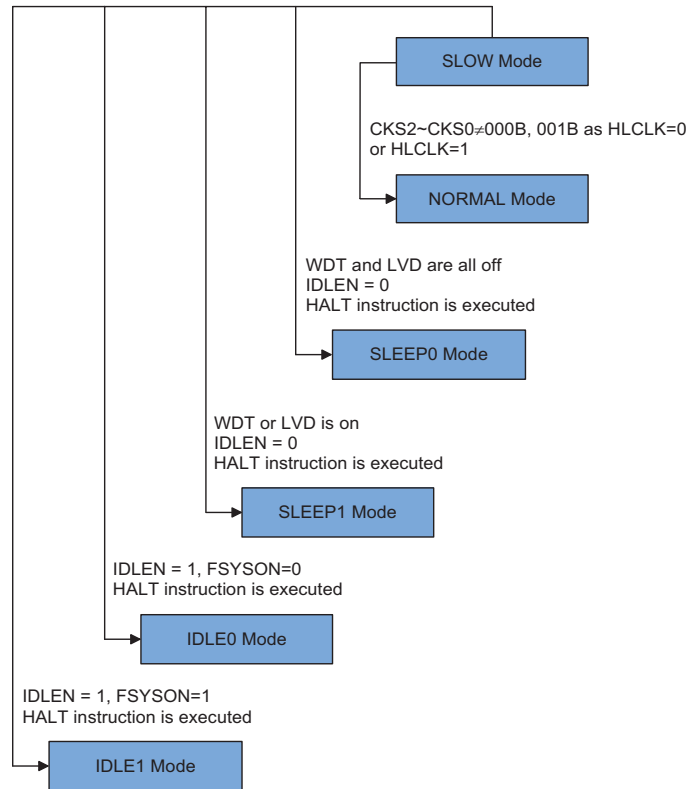 SLOW Mode
CKS2~CKS0≠000B, 001B as HLCLK=0
or HLCLK=1
NORMAL Mode
WDT and LVD are all off
IDLEN = 0
HALT instruction is executed
SLEEP0 Mode
WDT or LVD is on
IDLEN = 0
HALT instruction is executed
SLEEP1 Mode
IDLEN = 1, FSYSON=0
HALT instruction is executed
IDLE0 Mode
IDLEN = 1, FSYSON=1
HALT instruction is executed
IDLE1 Mode